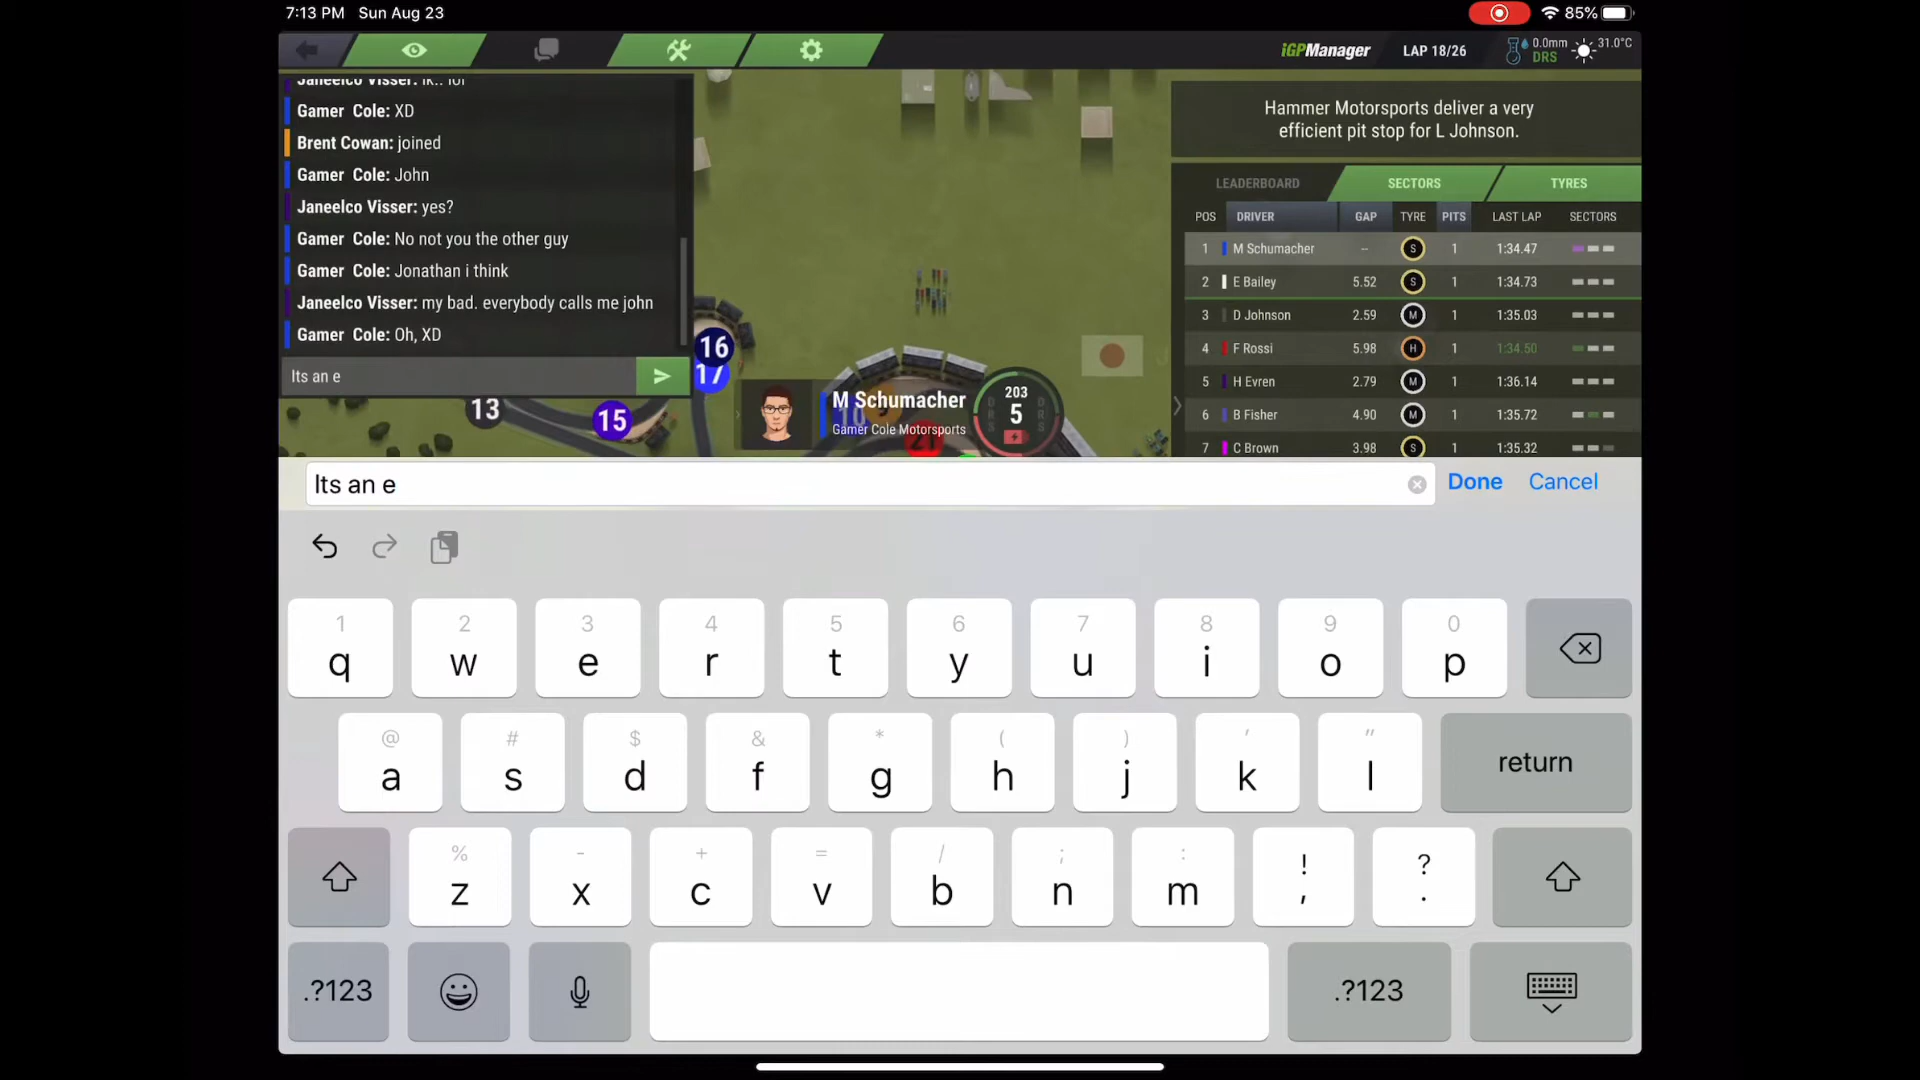 7:13 PM Sun Aug 23
85%
iGPManager
LAP 18/26
0.0mm
DRS
31.0°C
Gamer Cole: XD
Brent Cowan: joined
Gamer Cole: John
Janeelco Visser: yes?
Gamer Cole: No not you the other guy
Gamer Cole: Jonathan i think
Janeelco Visser: my bad. everybody calls me john
Gamer Cole: Oh, XD
Its an e
16
17
13
15
21
M Schumacher
Gamer Cole Motorsports
203
5
DRS
DRS
Hammer Motorsports deliver a very
efficient pit stop for L Johnson.
LEADERBOARD SECTORS TYRES
POS DRIVER GAP TYRE PITS LAST LAP SECTORS
1 M Schumacher -- S 1 1:34.47
2 E Bailey 5.52 S 1 1:34.73
3 D Johnson 2.59 M 1 1:35.03
4 F Rossi 5.98 H 1 1:34.50
5 H Evren 2.79 M 1 1:36.14
6 B Fisher 4.90 M 1 1:35.72
7 C Brown 3.98 S 1 1:35.32
Its an e
Done Cancel
1 2 3 4 5 6 7 8 9 0
q w e r t y u i o p
@ # $ & * ( ) ' "
a s d f g h j k l return
% - + = / ; : ! ?
z x c v b n m , .
.?123 .?123